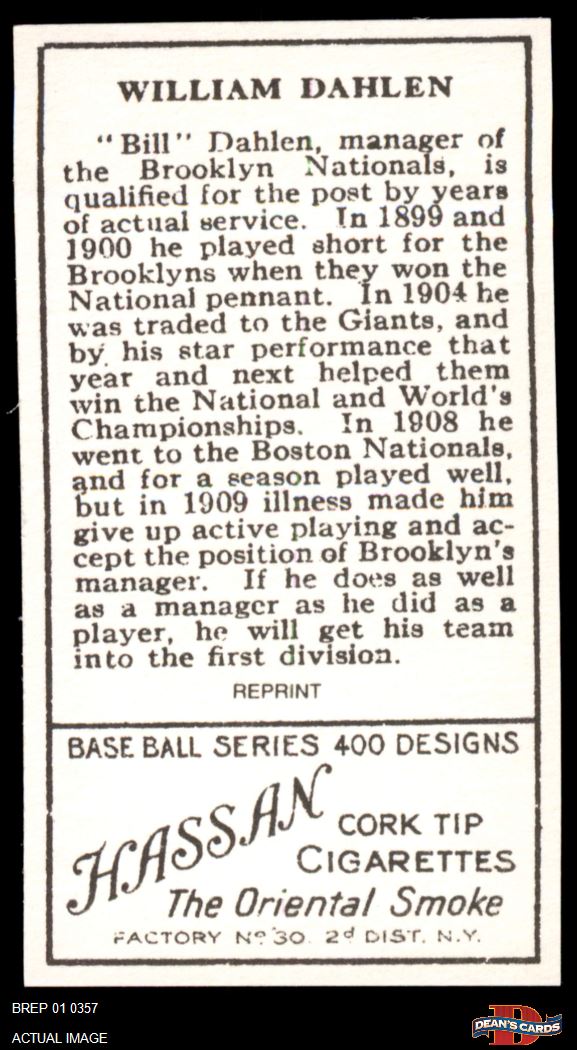 WILLIAM DAHLEN
"Bill" Dahlen, manager of
the Brooklyn Nationals, is
qualified for the post by years
of actual service. In 1899 and
1900 he played short for the
Brooklyns when they won the
National pennant. In 1904 he
was traded to the Giants, and
by his star performance that
year and next helped them
win the National and World's
Championships. In 1908 he
went to the Boston Nationals,
and for a season played well,
but in 1909 illness made him
give up active playing and ac-
cept the position of Brooklyn's
manager. If he does as well
as a manager as he did as a
player, he will get his team
into the first division.
REPRINT
BASE BALL SERIES 400 DESIGNS
HASSAN
CORK TIP
CIGARETTES
The Oriental Smoke
FACTORY Nº 30. 2d DIST. N.Y.
BREP 01 0357
ACTUAL IMAGE
D
DEAN'S CARDS